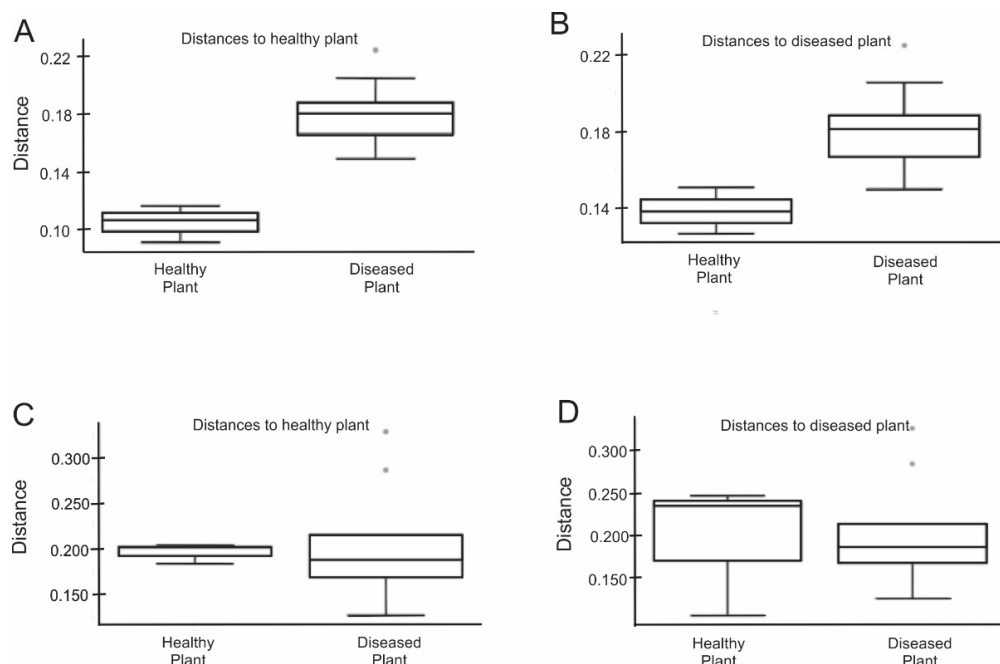 A
Distances to healthy plant
Distance
0.22
0.18
0.14
0.10
Healthy
Plant
Diseased
Plant
B
Distances to diseased plant
0.22
0.18
0.14
Healthy
Plant
Diseased
Plant
C
Distances to healthy plant
Distance
0.300
0.250
0.200
0.150
Healthy
Plant
Diseased
Plant
D
Distances to diseased plant
Distance
0.300
0.250
0.200
0.150
Healthy
Plant
Diseased
Plant